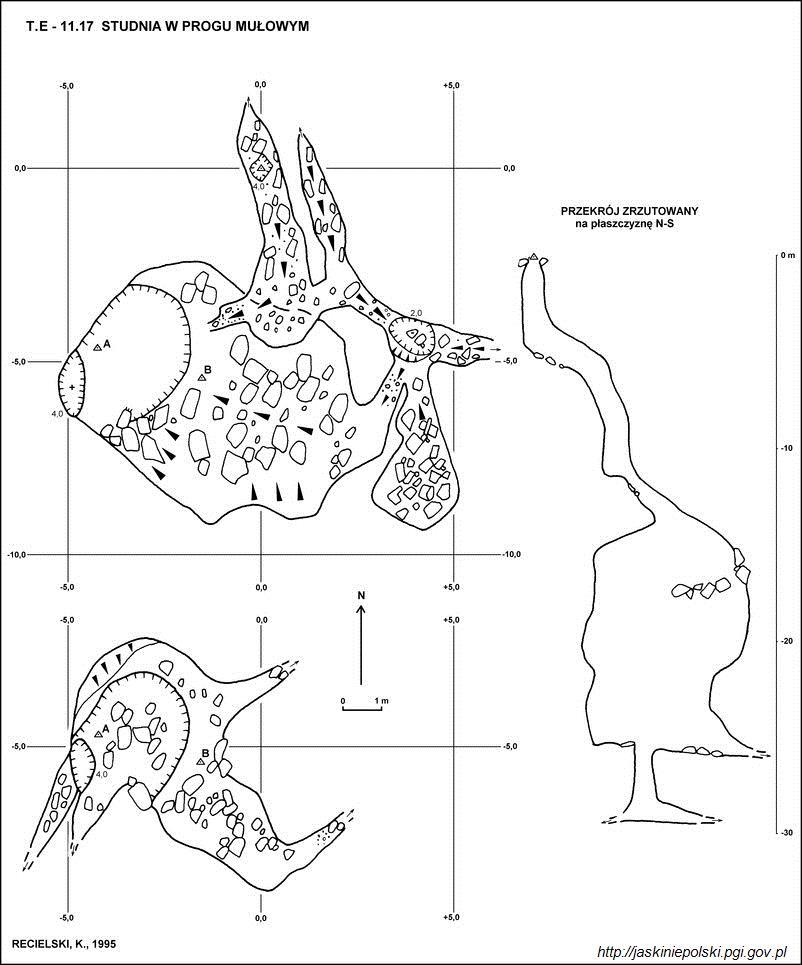 T.E - 11.17 STUDNIA W PROGU MUŁOWYM
-5,0 0,0 +5,0
0,0 0,0
4,0
PRZEKRÓJ ZRZUTOWANY
na płaszczyznę N-S
0 m
2,0
A
B
-5,0 -5,0
4,0
-10
-10,0 -10,0
-5,0 0,0 +5,0
N
-5,0 0,0 +5,0
-20
0 1 m
A
B
-5,0 -5,0
4,0
-30
-5,0 0,0 +5,0
RECIELSKI, K., 1995
http://jaskiniepolski.pgi.gov.pl